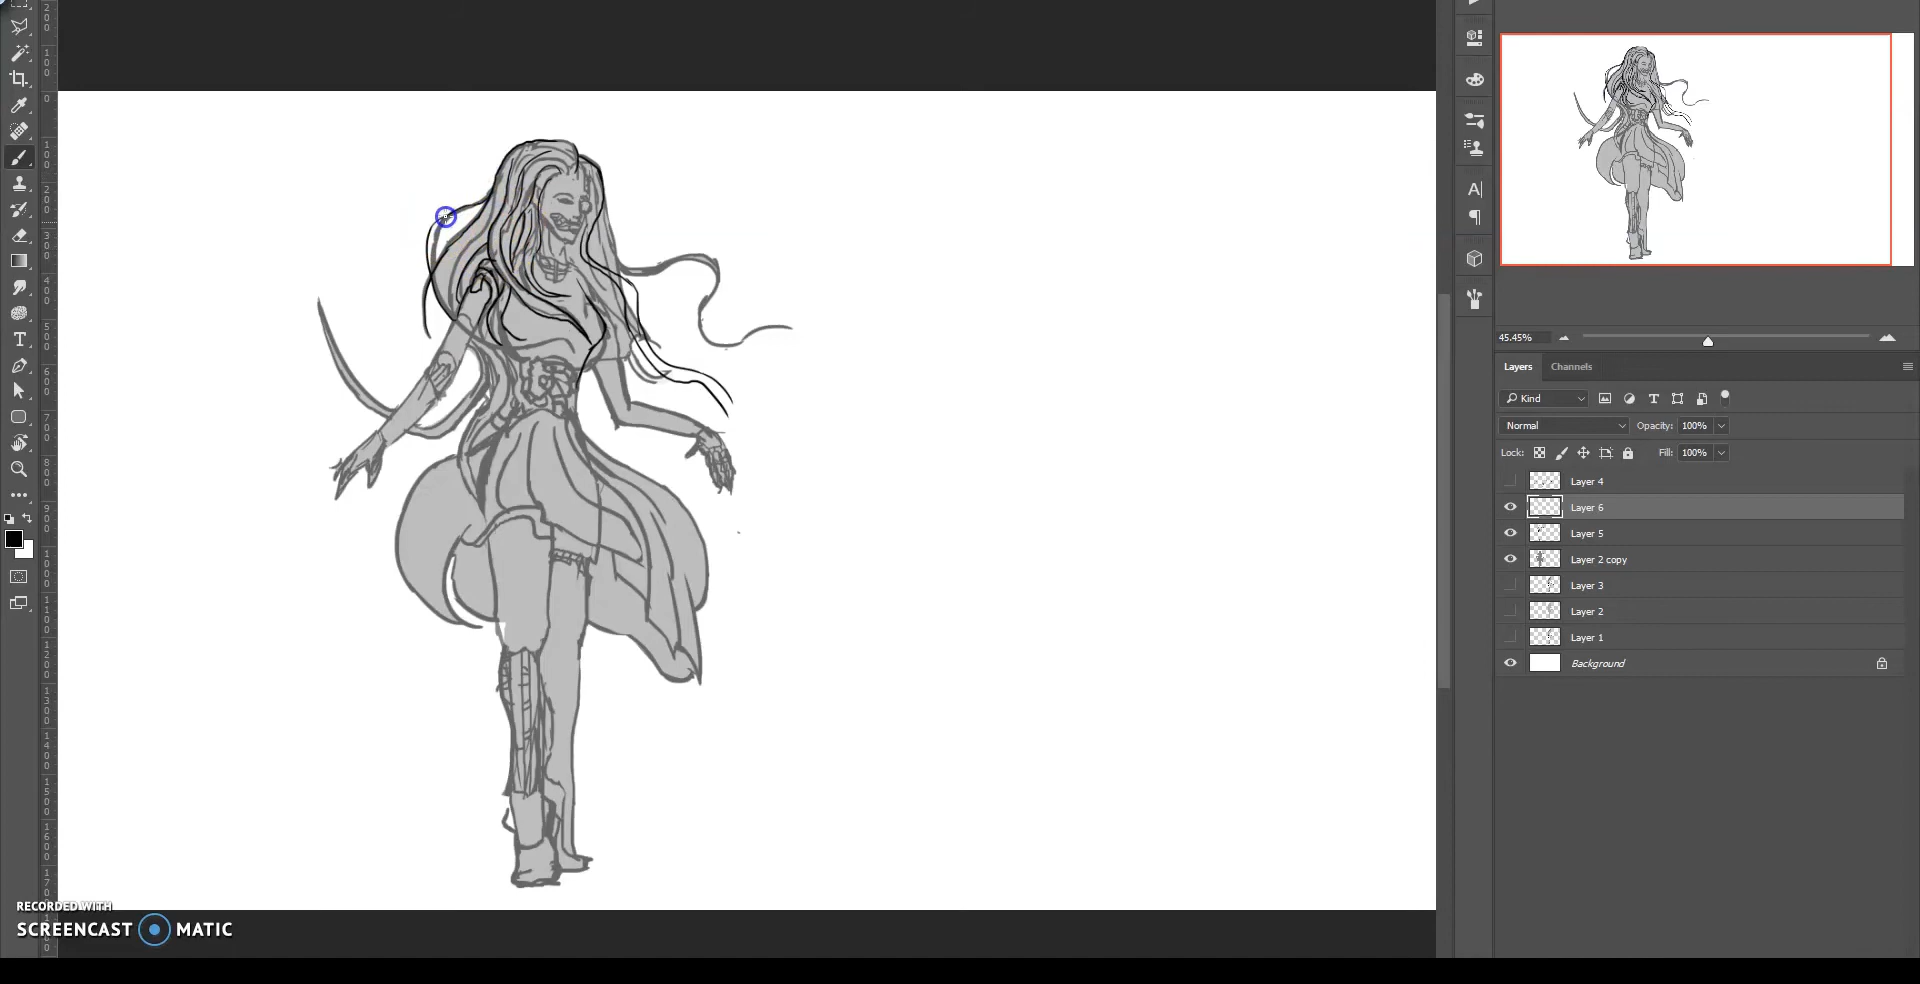 45.45%
Layers Channels
Kind
Normal Opacity: 100%
Lock: Fill: 100%
Layer 4
Layer 6
Layer 5
Layer 2 copy
Layer 3
Layer 2
Layer 1
Background
RECORDED WITH
SCREENCAST MATIC